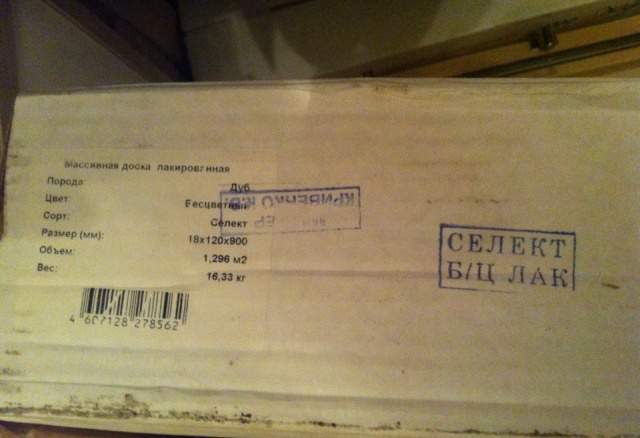 Массивная доска лакированная
Порода: Дуб
Цвет: Бесцветный
Сорт: Селект
Размер (мм): 18х120х900
Объем: 1,296 м2
Вес: 16,33 кг
4 607128 278562
КРИВЕНКО К.В.
СЕЛЕКТ
Б/Ц ЛАК